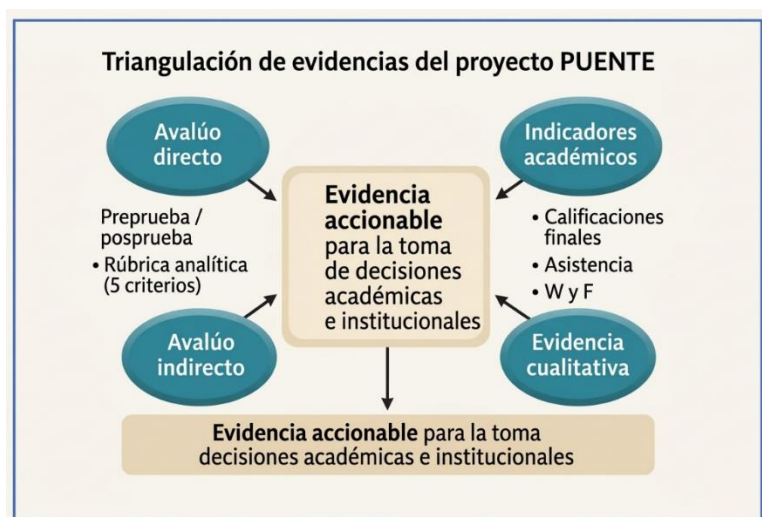 Triangulación de evidencias del proyecto PUENTE
Avalúo
directo
Indicadores
académicos
Preprueba /
posprueba
• Rúbrica analítica
(5 criterios)
Evidencia
accionable
para la toma
de decisiones
académicas
e institucionales
• Calificaciones
finales
• Asistencia
• W y F
Avalúo
indirecto
Evidencia
cualitativa
Evidencia accionable para la toma
decisiones académicas e institucionales